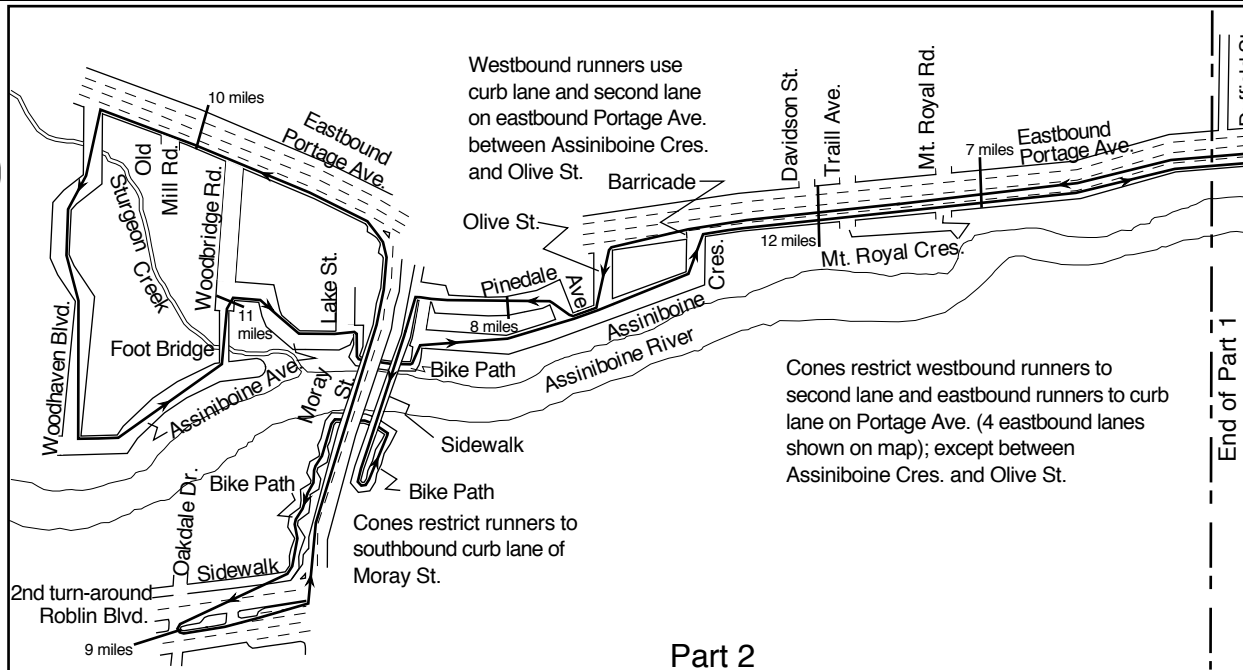 Westbound runners use
curb lane and second lane
on eastbound Portage Ave.
between Assiniboine Cres.
and Olive St.
10 miles
Eastbound
Portage Ave.
Old
Mill Rd.
Woodbridge Rd.
Sturgeon
Creek
Woodhaven Blvd.
Lake St.
11
miles
Foot Bridge
Assiniboine Ave.
Moray
St.
Barricade
Olive St.
Pinedale
Ave
8 miles
Davidson St.
Traill Ave.
Mt. Royal Rd.
7 miles
Eastbound
Portage Ave.
12 miles
Mt. Royal Cres.
Assiniboine
Cres.
Assiniboine River
Bike Path
Sidewalk
Bike Path
Bike Path
Cones restrict westbound runners to
second lane and eastbound runners to curb
lane on Portage Ave. (4 eastbound lanes
shown on map); except between
Assiniboine Cres. and Olive St.
Cones restrict runners to
southbound curb lane of
Moray St.
Oakdale Dr.
Sidewalk
2nd turn-around
Roblin Blvd.
9 miles
End of Part 1
Part 2